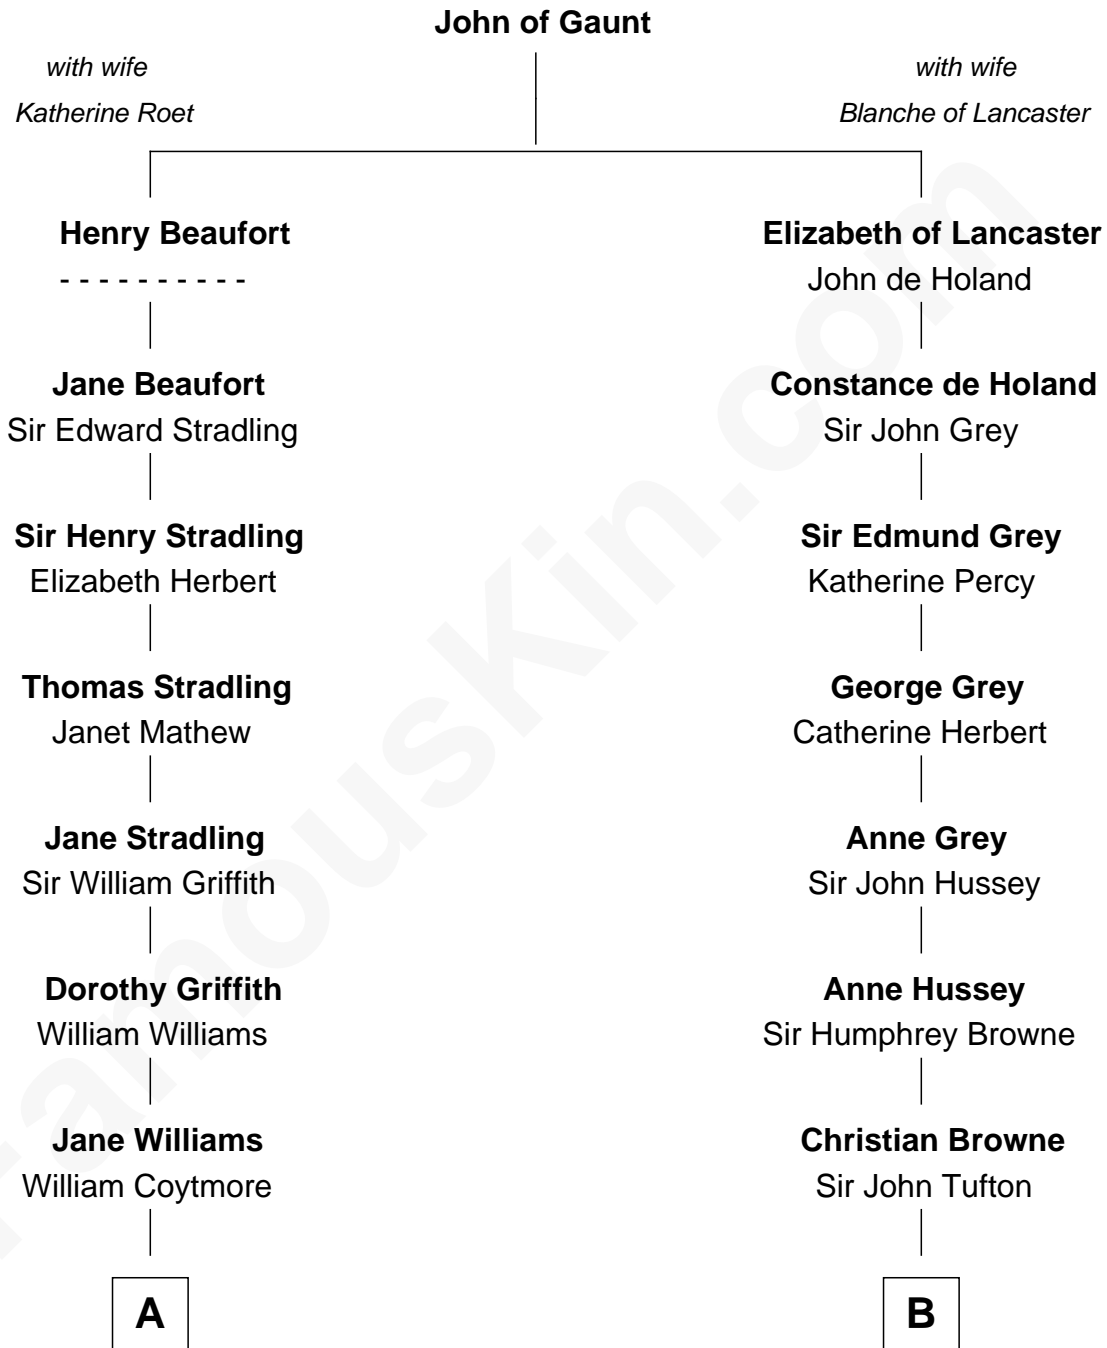 John of Gaunt
with wife
Katherine Roet
with wife
Blanche of Lancaster
Henry Beaufort
- - - - - - - - - -
Jane Beaufort
Sir Edward Stradling
Sir Henry Stradling
Elizabeth Herbert
Thomas Stradling
Janet Mathew
Jane Stradling
Sir William Griffith
Dorothy Griffith
William Williams
Jane Williams
William Coytmore
A
Elizabeth of Lancaster
John de Holand
Constance de Holand
Sir John Grey
Sir Edmund Grey
Katherine Percy
George Grey
Catherine Herbert
Anne Grey
Sir John Hussey
Anne Hussey
Sir Humphrey Browne
Christian Browne
Sir John Tufton
B
FamousKin.com